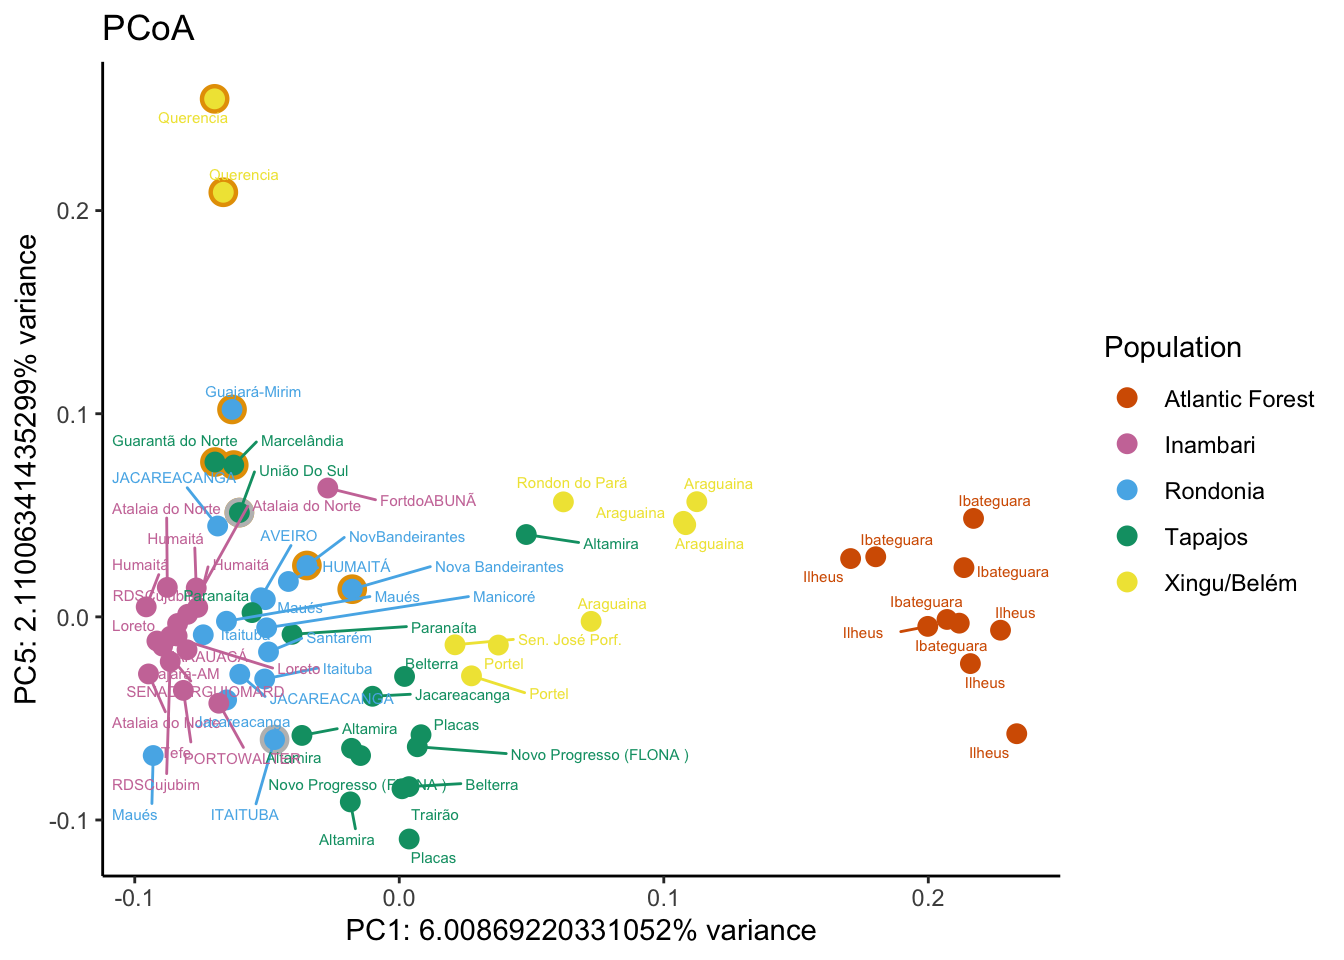 PCoA
Querencia
Querencia
0.2
PC5: 2.11006341435299% variance
Population
Atlantic Forest
Inambari
Rondonia
Tapajos
Xingu/Belém
Guajará-Mirim
0.1
Guarantã do Norte
Marcelândia
JACAREACANGA
União Do Sul
Atalaia do Norte
Atalaia do Norte
FortdoABUNÃ
Rondon do Pará
Araguaina
Araguaina
Araguaina
Ibateguara
Humaitá
AVEIRO
NovBandeirantes
Altamira
Ibateguara
Humaitá
Humaitá
HUMAITÁ
Nova Bandeirantes
Ilheus
Ibateguara
RDSCujubim
Paranaíta
Maués
Maués
Manicoré
Araguaina
Ibateguara
Ilheus
0.0
Loreto
Itaituba
Santarém
Paranaíta
Sen. José Porf.
Ilheus
Ibateguara
Loreto
Itaituba
Belterra
Portel
Portel
Ilheus
SENADORGUIOMARD
JACAREACANGA
Jacareacanga
Atalaia do Norte
Jacareacanga
Altamira
Placas
Tefe
PORTOWALTER
Altamira
Novo Progresso (FLONA )
Ilheus
RDSCujubim
Novo Progresso (FLONA )
Belterra
Maués
ITAITUBA
Trairão
-0.1
Altamira
Placas
-0.1
0.0
0.1
0.2
PC1: 6.00869220331052% variance